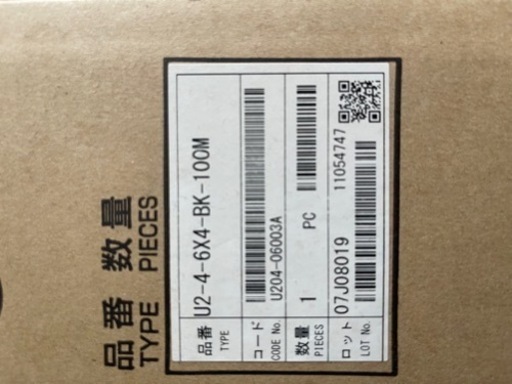 品番 数量
TYPE PIECES
品番
TYPE
U2-4-6X4-BK-100M
コード
CODE No.
U204-06003A
数量
PIECES
1 PC
ロット
LOT No.
07J08019 11054747